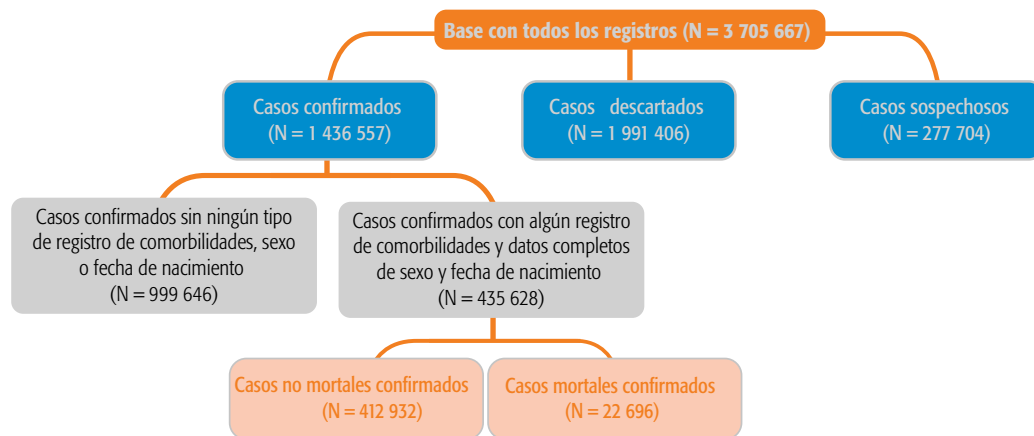 Base con todos los registros (N = 3 705 667)
Casos confirmados
(N = 1 436 557)
Casos descartados
(N = 1 991 406)
Casos sospechosos
(N = 277 704)
Casos confirmados sin ningún tipo
de registro de comorbilidades, sexo
o fecha de nacimiento
(N = 999 646)
Casos confirmados con algún registro
de comorbilidades y datos completos
de sexo y fecha de nacimiento
(N = 435 628)
Casos no mortales confirmados
(N = 412 932)
Casos mortales confirmados
(N = 22 696)